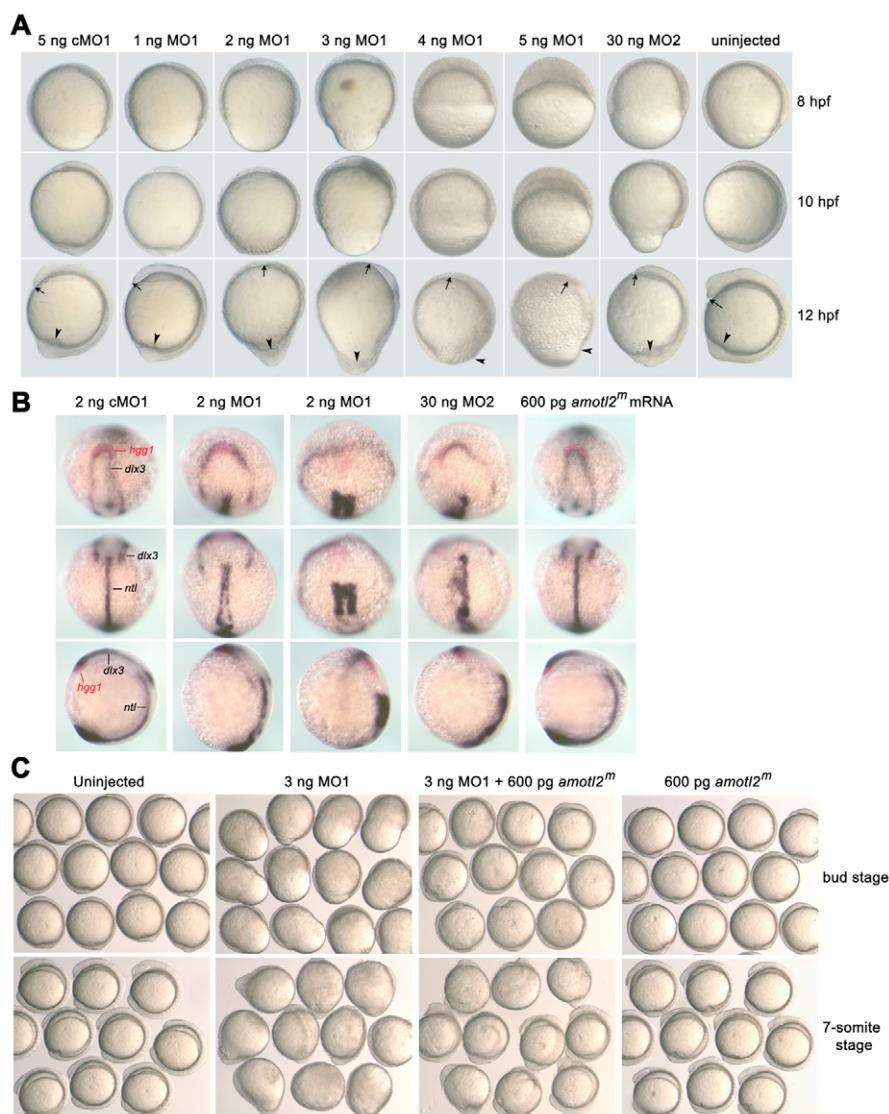 A
5 ng cMO1 1 ng MO1 2 ng MO1 3 ng MO1 4 ng MO1 5 ng MO1 30 ng MO2 uninjected
8 hpf
10 hpf
12 hpf
B
2 ng cMO1 2 ng MO1 2 ng MO1 30 ng MO2 600 pg amotl2ᵐ mRNA
hgg1
dlx3
dlx3
ntl
dlx3
hgg1
ntl
C
Uninjected 3 ng MO1 3 ng MO1 + 600 pg amotl2ᵐ 600 pg amotl2ᵐ
bud stage
7-somite
stage